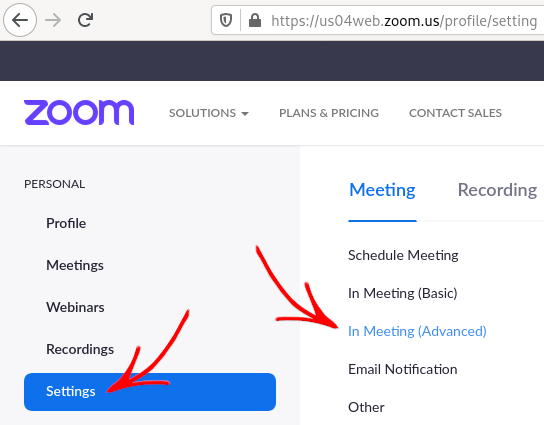 https://us04web.zoom.us/profile/setting
zoom
SOLUTIONS
PLANS & PRICING
CONTACT SALES
PERSONAL
Profile
Meetings
Webinars
Recordings
Settings
Meeting
Recording
Schedule Meeting
In Meeting (Basic)
In Meeting (Advanced)
Email Notification
Other